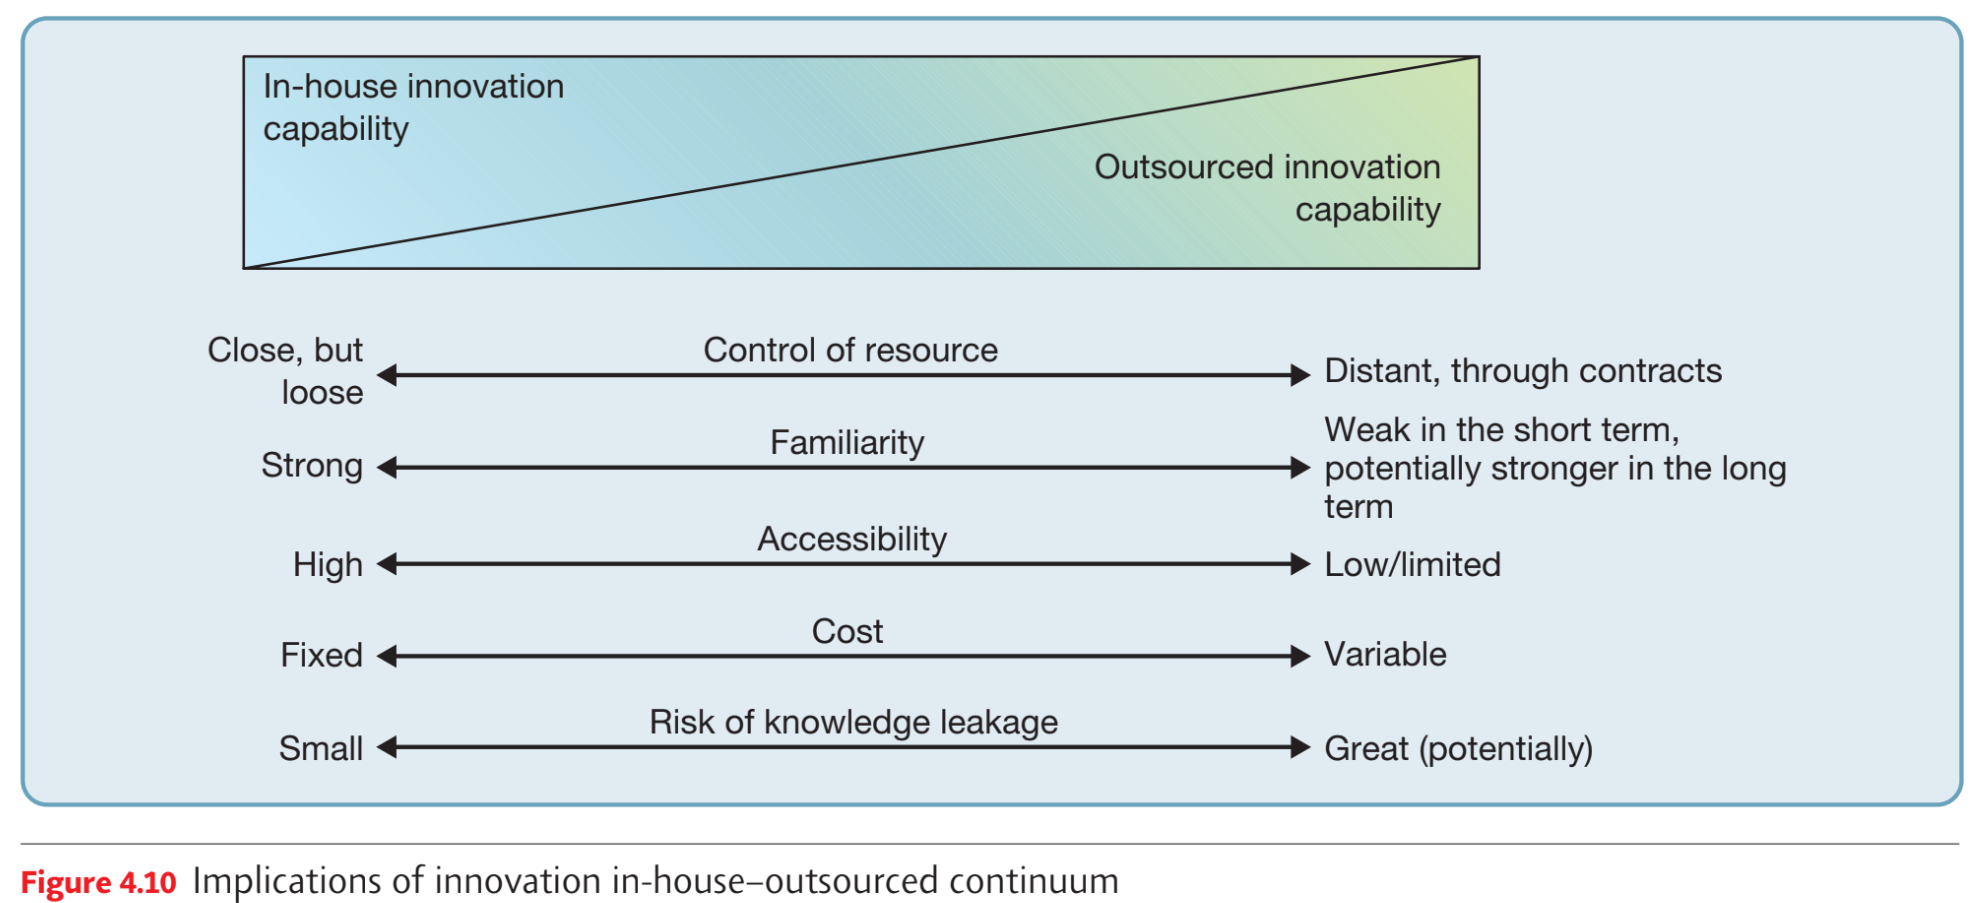 In-house innovation
capability
Outsourced innovation
capability
Close, but
loose
Control of resource
Distant, through contracts
Strong
Familiarity
Weak in the short term,
potentially stronger in the long
term
High
Accessibility
Low/limited
Fixed
Cost
Variable
Small
Risk of knowledge leakage
Great (potentially)
Figure 4.10 Implications of innovation in-house–outsourced continuum